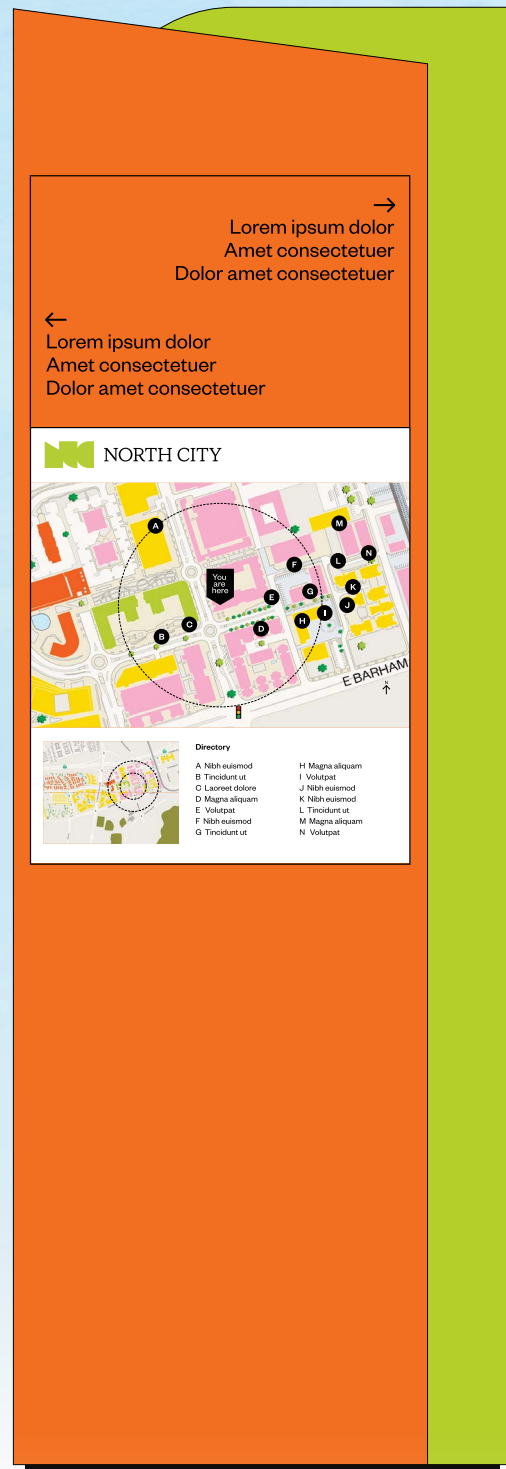 →
Lorem ipsum dolor
Amet consectetuer
Dolor amet consectetuer
←
Lorem ipsum dolor
Amet consectetuer
Dolor amet consectetuer
NORTH CITY
A
M
N
L
F
K
You
are
here
G
E
J
I
C
H
D
B
E BARHAM
N
Directory
A Nibh euismod
B Tincidunt ut
C Laoreet dolore
D Magna aliquam
E Volutpat
F Nibh euismod
G Tincidunt ut
H Magna aliquam
I Volutpat
J Nibh euismod
K Nibh euismod
L Tincidunt ut
M Magna aliquam
N Volutpat